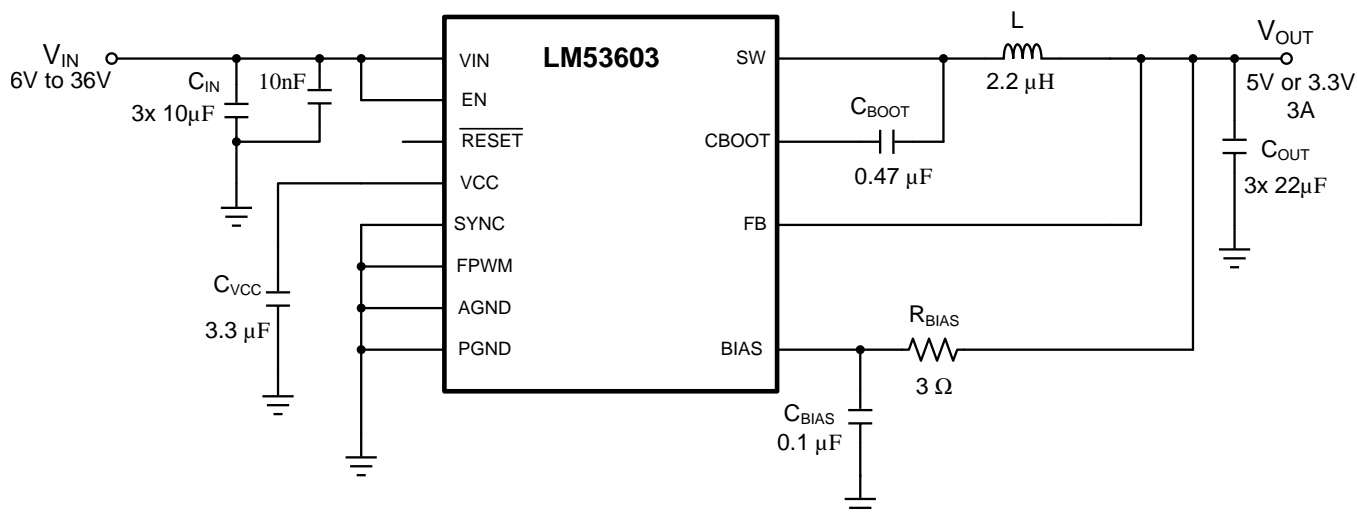 LM53603
V_IN
6V to 36V
C_IN
3x 10µF
10nF
VIN
EN
RESET
VCC
SYNC
FPWM
AGND
PGND
C_VCC
3.3 µF
SW
CBOOT
FB
BIAS
L
2.2 µH
C_BOOT
0.47 µF
R_BIAS
3 Ω
C_BIAS
0.1 µF
V_OUT
5V or 3.3V
3A
C_OUT
3x 22µF